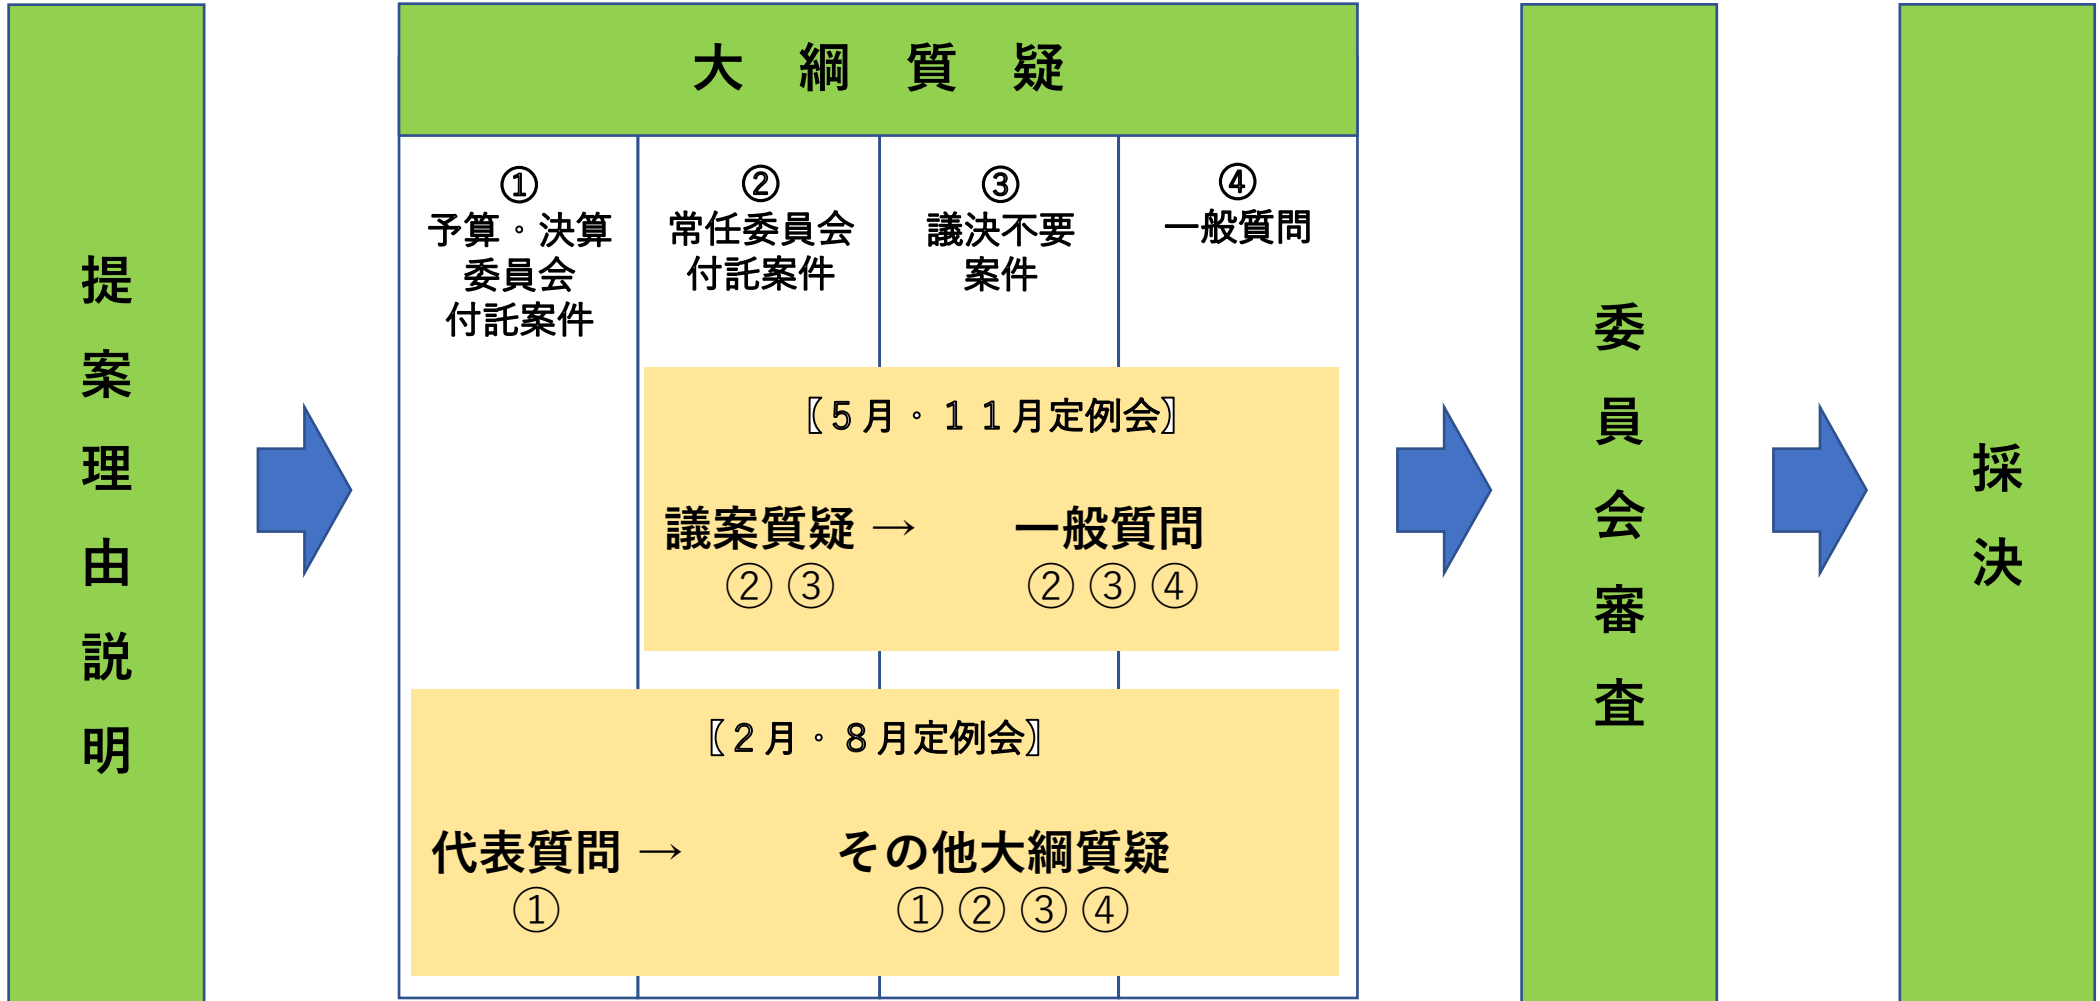 提案理由説明
大綱質疑
①
予算・決算
委員会
付託案件
②
常任委員会
付託案件
③
議決不要
案件
④
一般質問
〖5月・11月定例会〗
議案質疑→ 一般質問
②③ ②③④
〖2月・8月定例会〗
代表質問→ その他大綱質疑
① ①②③④
委員会審査
採決